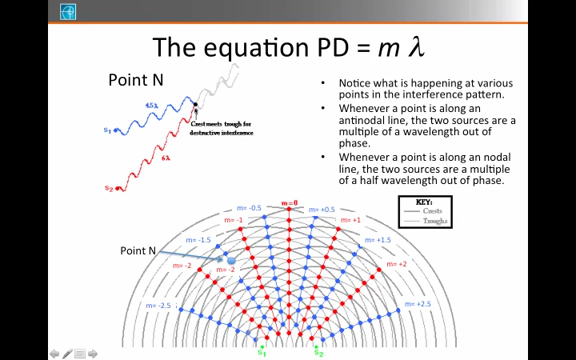 The equation PD = m λ
Point N
4.5λ
S1
Crest meets trough for
destructive interference
6λ
S2
• Notice what is happening at various
points in the interference pattern.
• Whenever a point is along an
antinodal line, the two sources are a
multiple of a wavelength out of
phase.
• Whenever a point is along an nodal
line, the two sources are a multiple
of a half wavelength out of phase.
KEY:
Crests
Troughs
m= -0.5
m=0
m=+0.5
m= -1
m= +1
m= -1.5
m= +1.5
Point N
m= -2
m= -2
m= +2
m= -2.5
m= +2.5
S1
S2